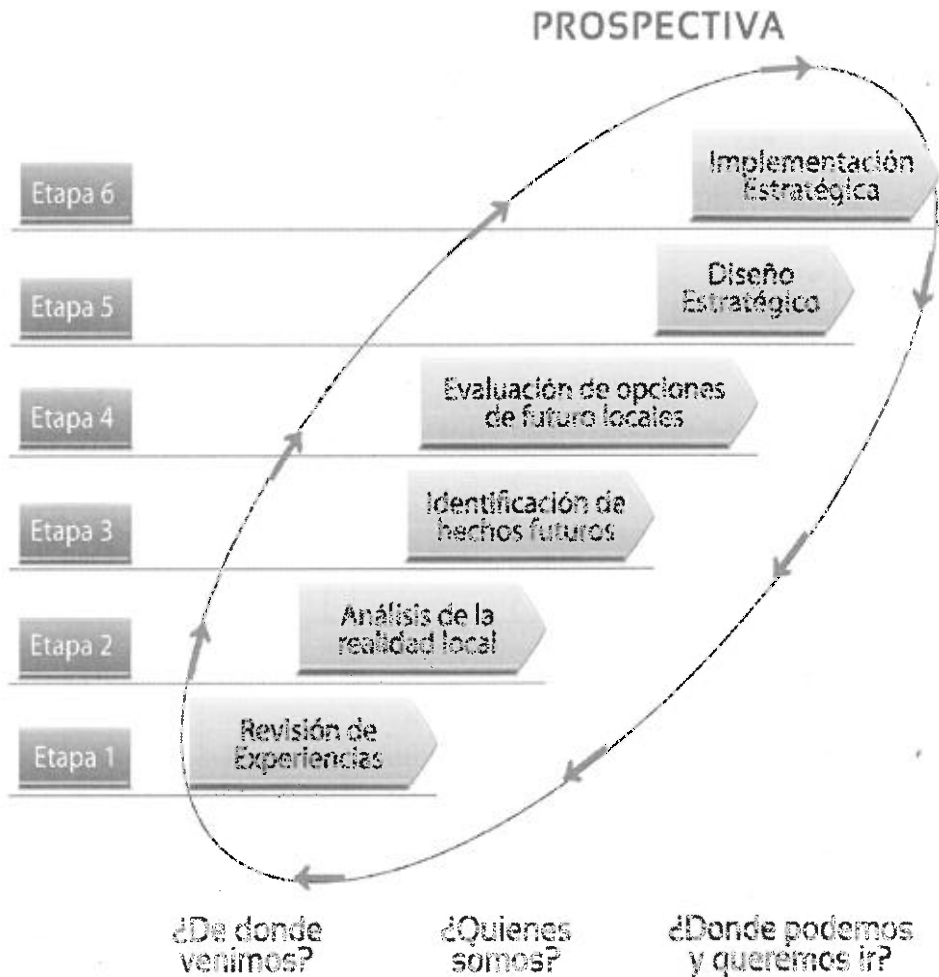 PROSPECTIVA
Etapa 6
Implementación
Estratégica
Etapa 5
Diseño
Estratégico
Etapa 4
Evaluación de opciones
de futuro locales
Etapa 3
Identificación de
hechos futuros
Etapa 2
Análisis de la
realidad local
Etapa 1
Revisión de
Experiencias
¿De donde
venimos?
¿Quienes
somos?
¿Donde podemos
y queremos ir?